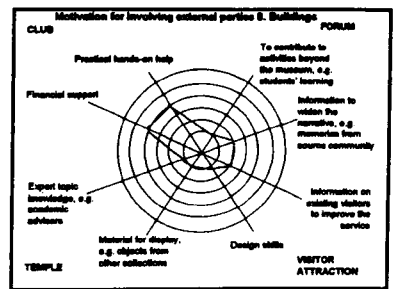 Motivation for involving external parties 8. Buildings
CLUB
FORUM
Practical hands-on help
To contribute to
activities beyond
the museum, e.g.
students' learning
Financial support
Information to
widen the
narrative, e.g.
memories from
source community
Expert topic
knowledge, e.g.
academic
advisers
Information on
existing visitors
to improve the
service
Material for display,
e.g. objects from
other collections
Design skills
TEMPLE
VISITOR
ATTRACTION